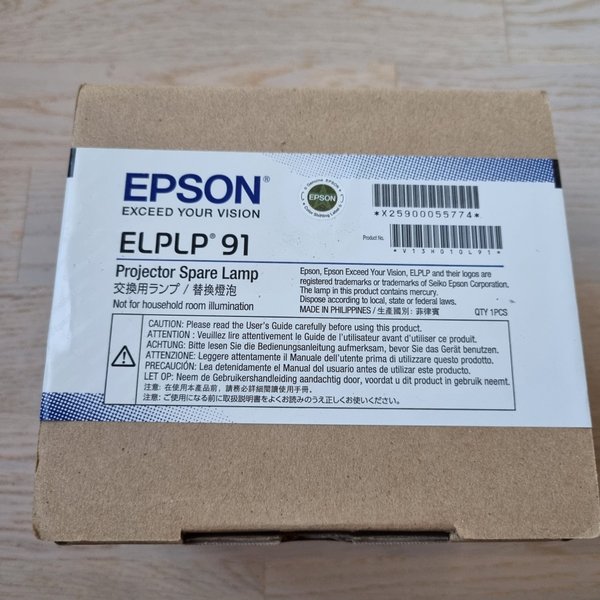 EPSON®
EXCEED YOUR VISION
EPSON
*X25900055774*
ELPLP® 91
Product No.
*V13H010L91*
Projector Spare Lamp
交換用ランプ / 替換燈泡
Not for household room illumination
Epson, Epson Exceed Your Vision, ELPLP and their logos are
registered trademarks or trademarks of Seiko Epson Corporation.
The lamp in this product contains mercury.
Dispose according to local, state or federal laws.
MADE IN PHILIPPINES / 生產國別: 菲律賓
QTY 1PCS
CAUTION: Please read the User's Guide carefully before using this product.
ATTENTION : Veuillez lire attentivement le Guide de l'utilisateur avant d'utiliser ce produit.
ACHTUNG: Bitte lesen Sie die Bedienungsanleitung aufmerksam, bevor Sie das Gerät benutzen.
ATTENZIONE: Leggere attentamente il Manuale dell'utente prima di utilizzare questo prodotto.
PRECAUCIÓN: Lea detenidamente el Manual del usuario antes de utilizar este producto.
LET OP: Neem de Gebruikershandleiding aandachtig door, voordat u dit product in gebruik neemt.
注意: 在使用本產品前，請務必詳細閱讀使用手冊.
注意: ご使用になる前に取扱説明書をよくお読みのうえ正しくお使いください.